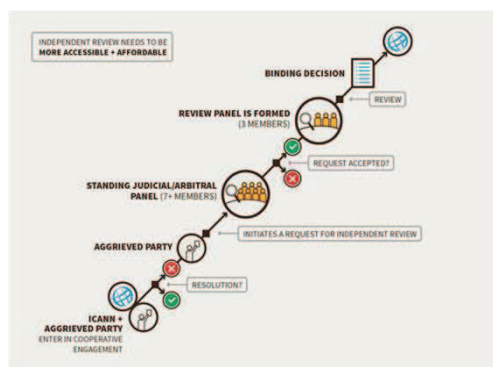 INDEPENDENT REVIEW NEEDS TO BE
MORE ACCESSIBLE + AFFORDABLE
BINDING DECISION
REVIEW
REVIEW PANEL IS FORMED
(3 MEMBERS)
REQUEST ACCEPTED?
STANDING JUDICIAL/ARBITRAL
PANEL (7+ MEMBERS)
INITIATES A REQUEST FOR INDEPENDENT REVIEW
AGGRIEVED PARTY
RESOLUTION?
ICANN +
AGGRIEVED PARTY
ENTER IN COOPERATIVE
ENGAGEMENT